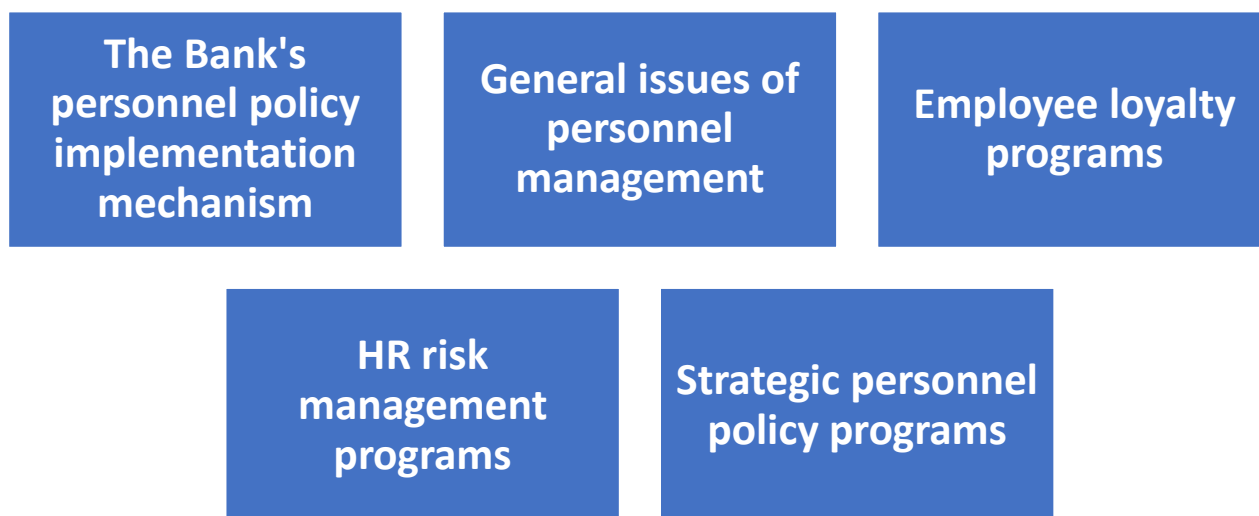 The Bank's
personnel policy
implementation
mechanism
General issues of
personnel
management
Employee loyalty
programs
HR risk
management
programs
Strategic personnel
policy programs